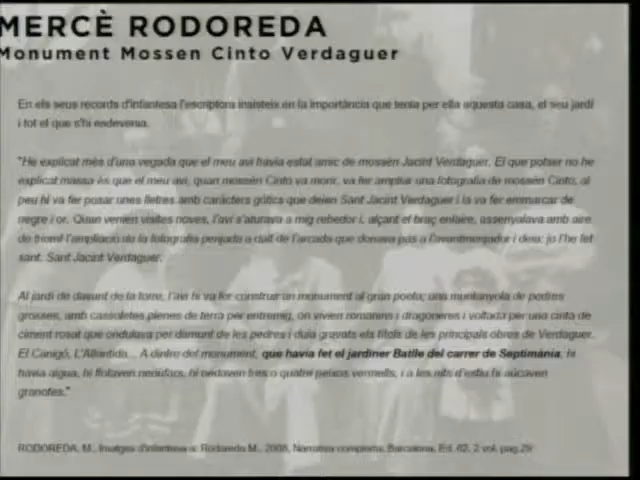 MERCÈ RODOREDA
Monument Mossen Cinto Verdaguer
En els seus records d'infantesa l'escriptora insisteix en la importància que tenia per ella aquesta casa, el seu jardí
i tot el que s'hi esdevenia.
"He explicat més d'una vegada que el meu avi havia estat amic de mossèn Jacint Verdaguer. El que potser no he
explicat massa és que el meu avi, quan mossèn Cinto va morir, va fer ampliar una fotografia de mossèn Cinto, al
peu hi va fer posar unes lletres amb caràcters gòtics que deien Sant Jacint Verdaguer i la va fer emmarcar de
negre i or. Quan venien visites noves, l'avi s'aturava a mig rebedor i, alçant el braç enlaire, assenyalava amb aire
de triomf l'ampliació de la fotografia penjada a dalt de l'arcada que donava pas a l'avantmenjador i deia: jo l'he fet
sant. Sant Jacint Verdaguer.
Al jardí de davant de la torre, l'avi hi va fer construir un monument al gran poeta; una muntanyola de pedres
grosses, amb cassoletes plenes de terra per entremig, on vivien romanins i dragoneres i voltada per una cinta de
ciment rosat que ondulava per damunt de les pedres i duia gravats els títols de les principals obres de Verdaguer.
El Canigó, L'Atlàntida... A dintre del monument, que havia fet el jardiner Batlle del carrer de Septimània, hi
havia aigua, hi flotaven nenúfars, hi nedaven tres o quatre peixos vermells, i a les nits d'estiu hi raucaven
granotes."
RODOREDA, M., Imatges d'infantesa a: Rodoreda M., 2008, Narrativa completa, Barcelona, Ed. 62, 2 vol. pag.29